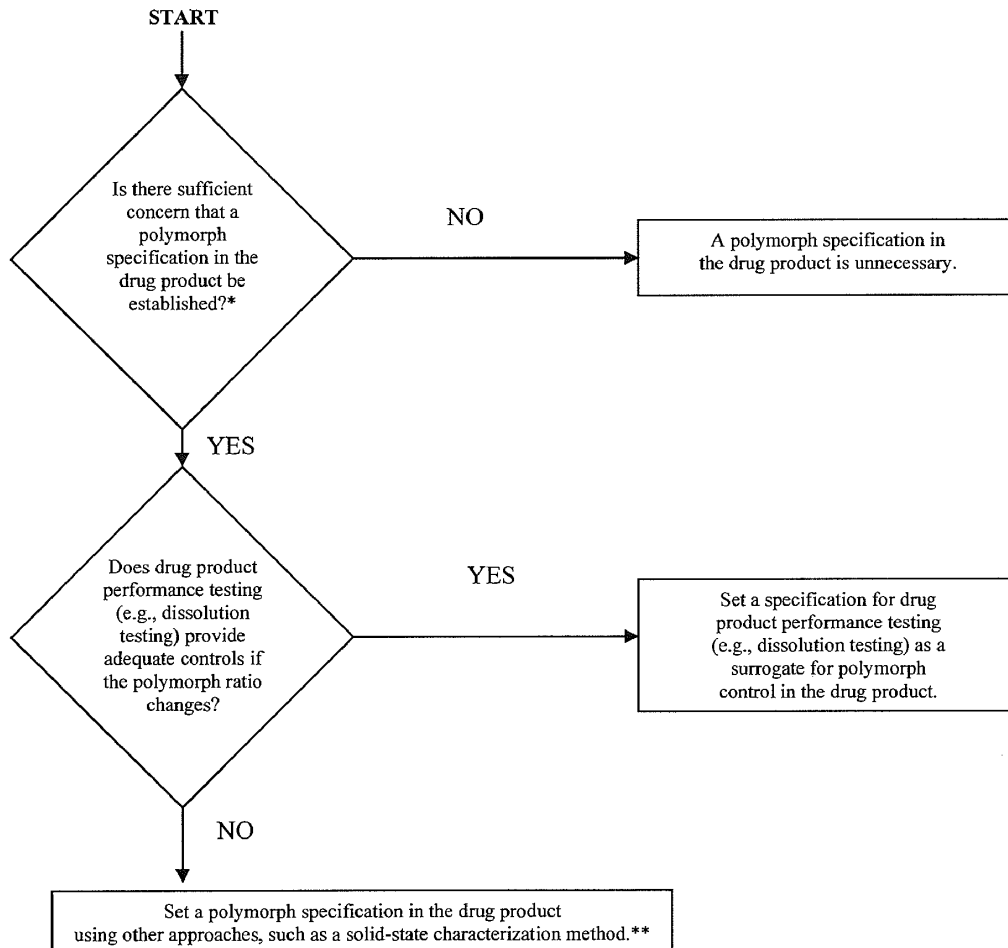 START
Is there sufficient
concern that a
polymorph
specification in the
drug product be
established?*
NO
A polymorph specification in
the drug product is unnecessary.
YES
Does drug product
performance testing
(e.g., dissolution
testing) provide
adequate controls if
the polymorph ratio
changes?
YES
Set a specification for drug
product performance testing
(e.g., dissolution testing) as a
surrogate for polymorph
control in the drug product.
NO
Set a polymorph specification in the drug product
using other approaches, such as a solid-state characterization method.**